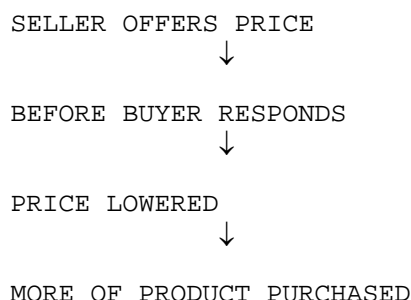 SELLER OFFERS PRICE
↓
BEFORE BUYER RESPONDS
↓
PRICE LOWERED
↓
MORE OF PRODUCT PURCHASED